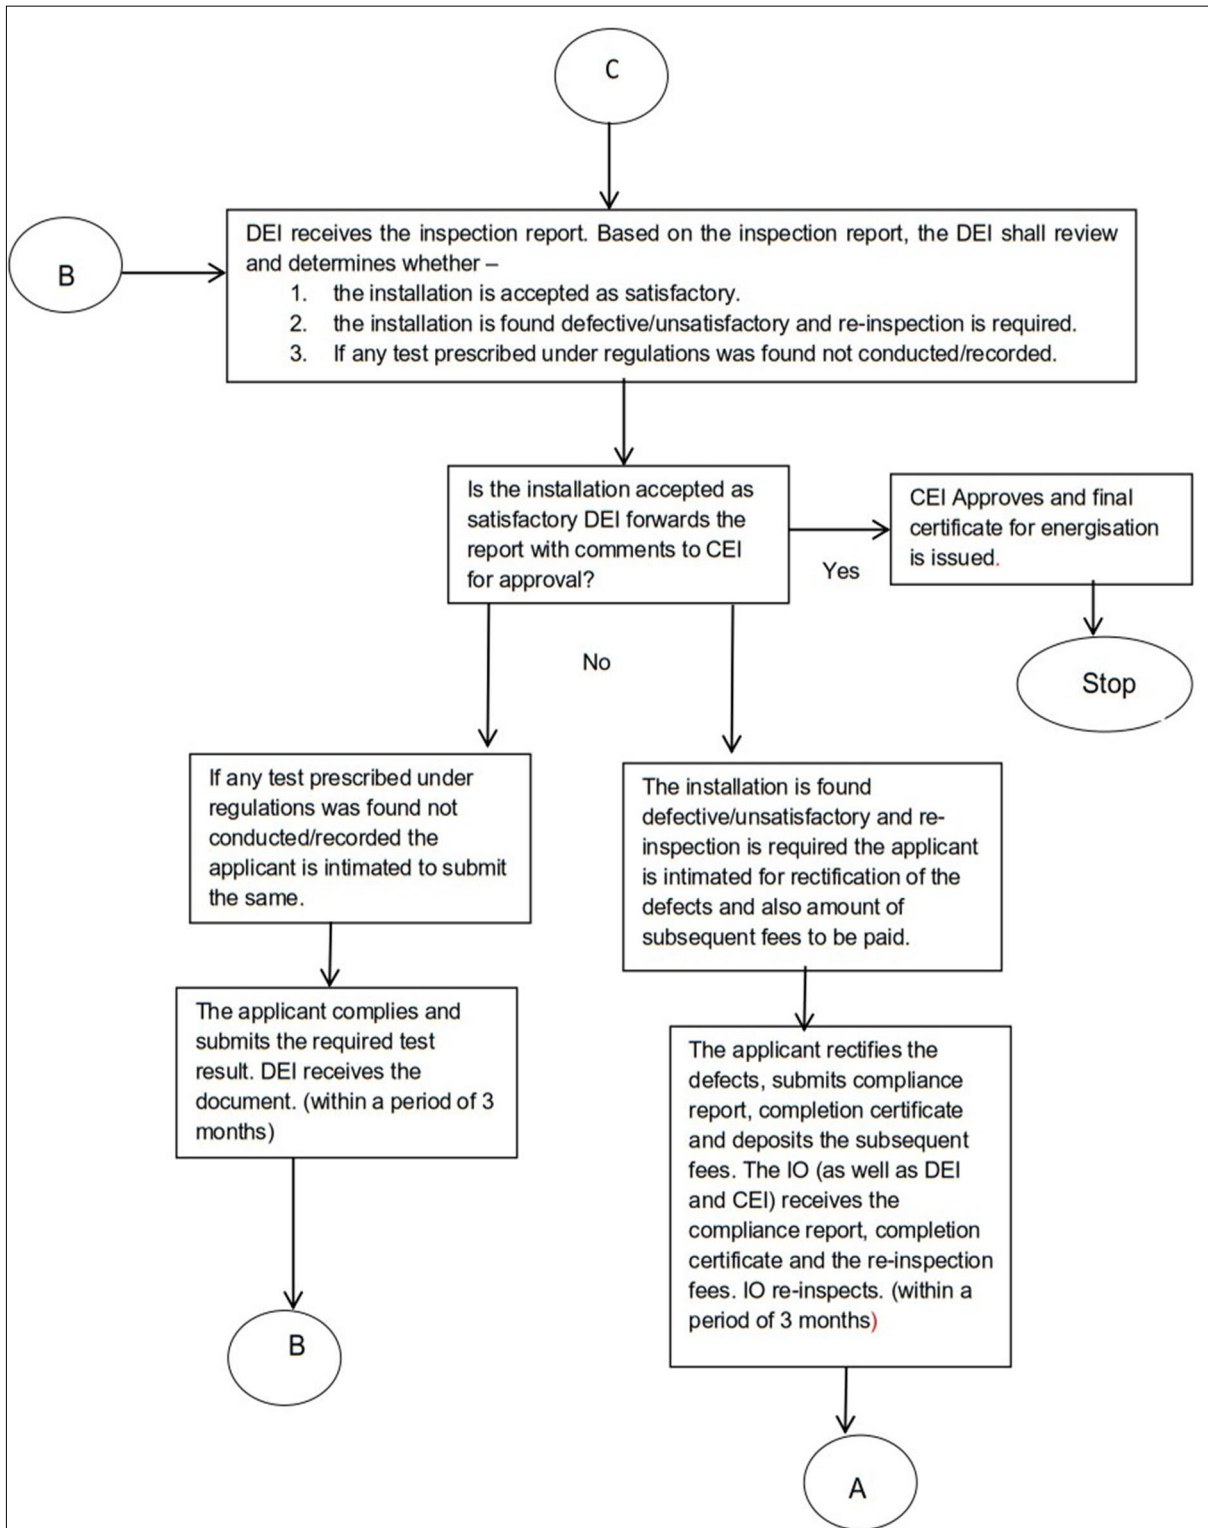 C
B
DEI receives the inspection report. Based on the inspection report, the DEI shall review
and determines whether –
1. the installation is accepted as satisfactory.
2. the installation is found defective/unsatisfactory and re-inspection is required.
3. If any test prescribed under regulations was found not conducted/recorded.
Is the installation accepted as
satisfactory DEI forwards the
report with comments to CEI
for approval?
Yes
CEI Approves and final
certificate for energisation
is issued.
Stop
No
If any test prescribed under
regulations was found not
conducted/recorded the
applicant is intimated to submit
the same.
The installation is found
defective/unsatisfactory and re-
inspection is required the applicant
is intimated for rectification of the
defects and also amount of
subsequent fees to be paid.
The applicant complies and
submits the required test
result. DEI receives the
document. (within a period of 3
months)
The applicant rectifies the
defects, submits compliance
report, completion certificate
and deposits the subsequent
fees. The IO (as well as DEI
and CEI) receives the
compliance report, completion
certificate and the re-inspection
fees. IO re-inspects. (within a
period of 3 months)
B
A